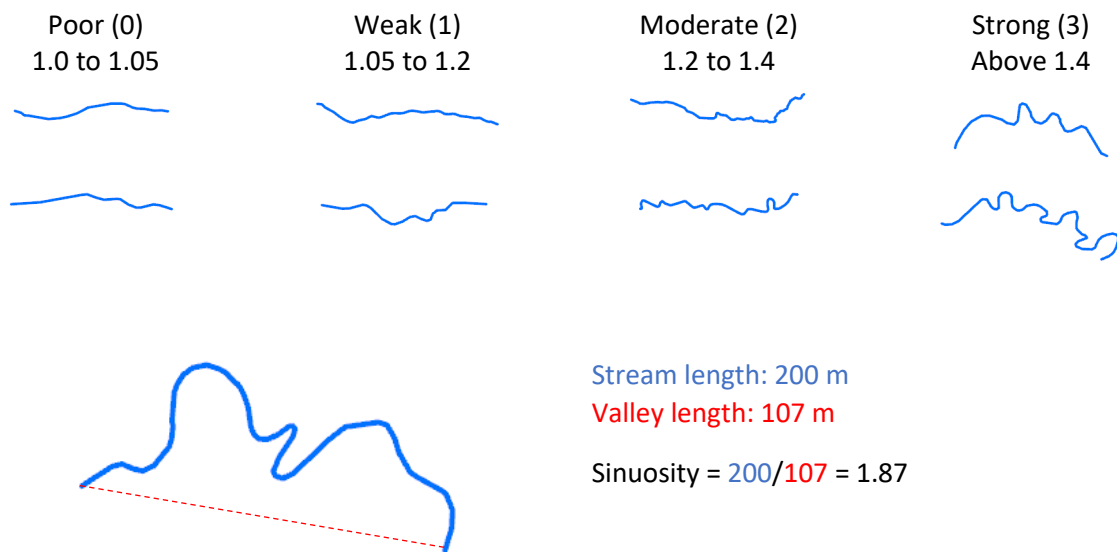 Poor (0)
1.0 to 1.05
Weak (1)
1.05 to 1.2
Moderate (2)
1.2 to 1.4
Strong (3)
Above 1.4
Stream length: 200 m
Valley length: 107 m
Sinuosity = 200/107 = 1.87